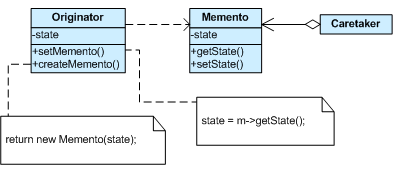 Originator
-state
+setMemento()
+createMemento()
Memento
-state
+getState()
+setState()
Caretaker
state = m->getState();
return new Memento(state);